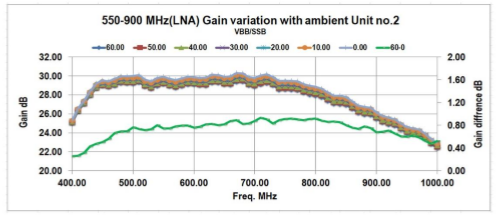 550-900 MHz(LNA) Gain variation with ambient Unit no.2
VBB/SSB
60.00 50.00 40.00 30.00 20.00 10.00 0.00 60-0
32.00 30.00 28.00 26.00 24.00 22.00 20.00
Gain dB
2.00 1.60 1.20 0.80 0.40 0.00
Gain difference dB
400.00 500.00 600.00 700.00 800.00 900.00 1000.00
Freq. MHz